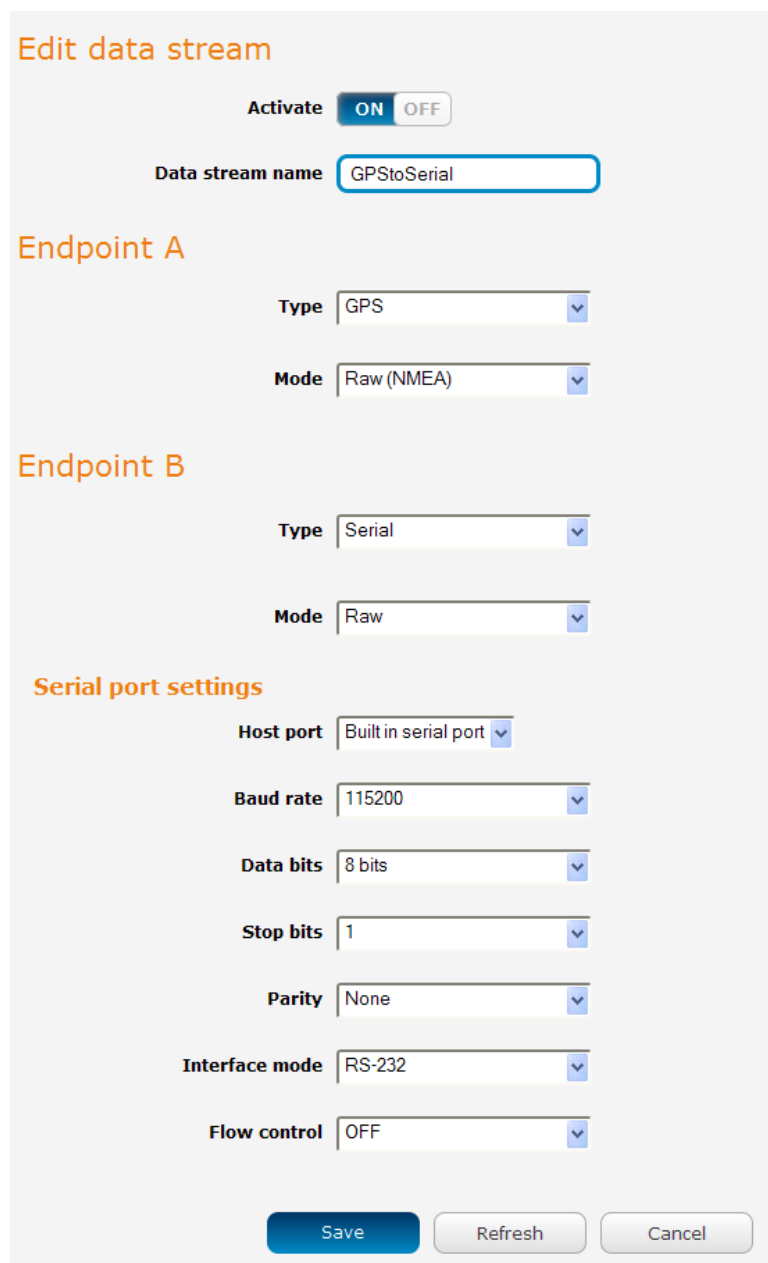 Edit data stream
Activate ON OFF
Data stream name GPStoSerial
Endpoint A
Type GPS
Mode Raw (NMEA)
Endpoint B
Type Serial
Mode Raw
Serial port settings
Host port Built in serial port
Baud rate 115200
Data bits 8 bits
Stop bits 1
Parity None
Interface mode RS-232
Flow control OFF
Save Refresh Cancel